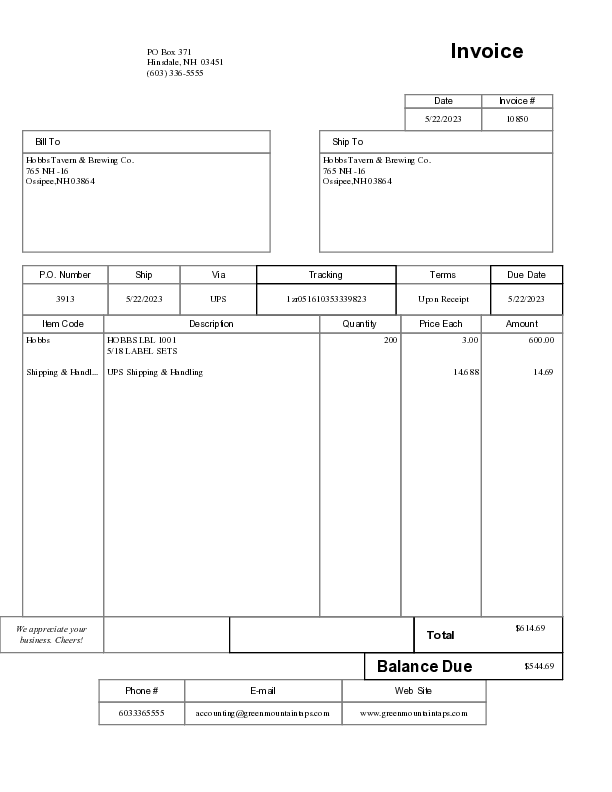 Invoice
PO Box 371
Hinsdale, NH 03451
(603) 336-5555
Date Invoice #
5/22/2023 10850
Bill To Ship To
Hobbs Tavern & Brewing Co. Hobbs Tavern & Brewing Co.
765 NH -16 765 NH -16
Ossipee,NH 03864 Ossipee,NH 03864
P.O. Number Ship Via Tracking Terms Due Date
3913 5/22/2023 UPS 1zr051610353339823 Upon Receipt 5/22/2023
Item Code Description Quantity Price Each Amount
Hobbs HOBBS LBL 1001 200 3.00 600.00
5/18 LABEL SETS
Shipping & Handl... UPS Shipping & Handling 14.688 14.69
We appreciate your
business. Cheers!
Total $614.69
Balance Due $544.69
Phone # E-mail Web Site
6033365555 accounting@greenmountaintaps.com www.greenmountaintaps.com